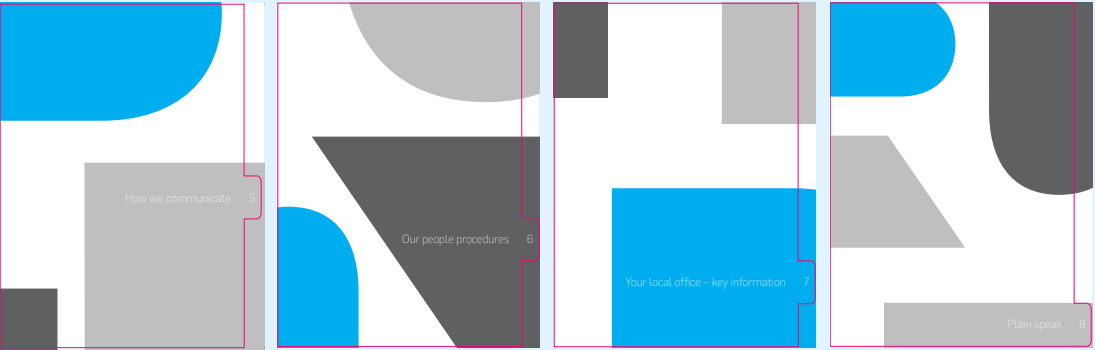 How we communicate 5
Our people procedures 6
Your local office – key information 7
Plain speak 8